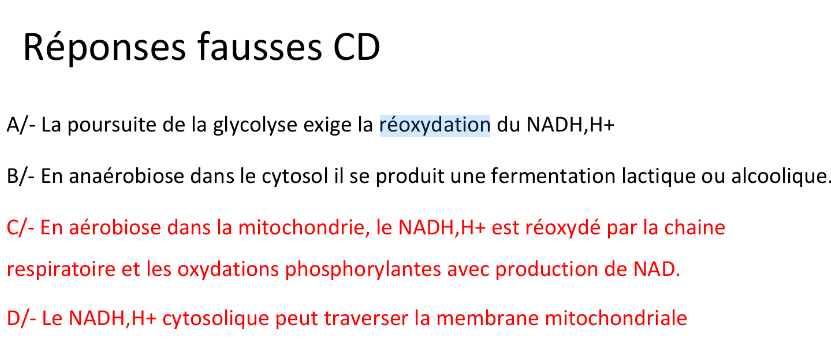 Réponses fausses CD
A/- La poursuite de la glycolyse exige la réoxydation du NADH,H+
B/- En anaérobiose dans le cytosol il se produit une fermentation lactique ou alcoolique.
C/- En aérobiose dans la mitochondrie, le NADH,H+ est réoxydé par la chaine
respiratoire et les oxydations phosphorylantes avec production de NAD.
D/- Le NADH,H+ cytosolique peut traverser la membrane mitochondriale